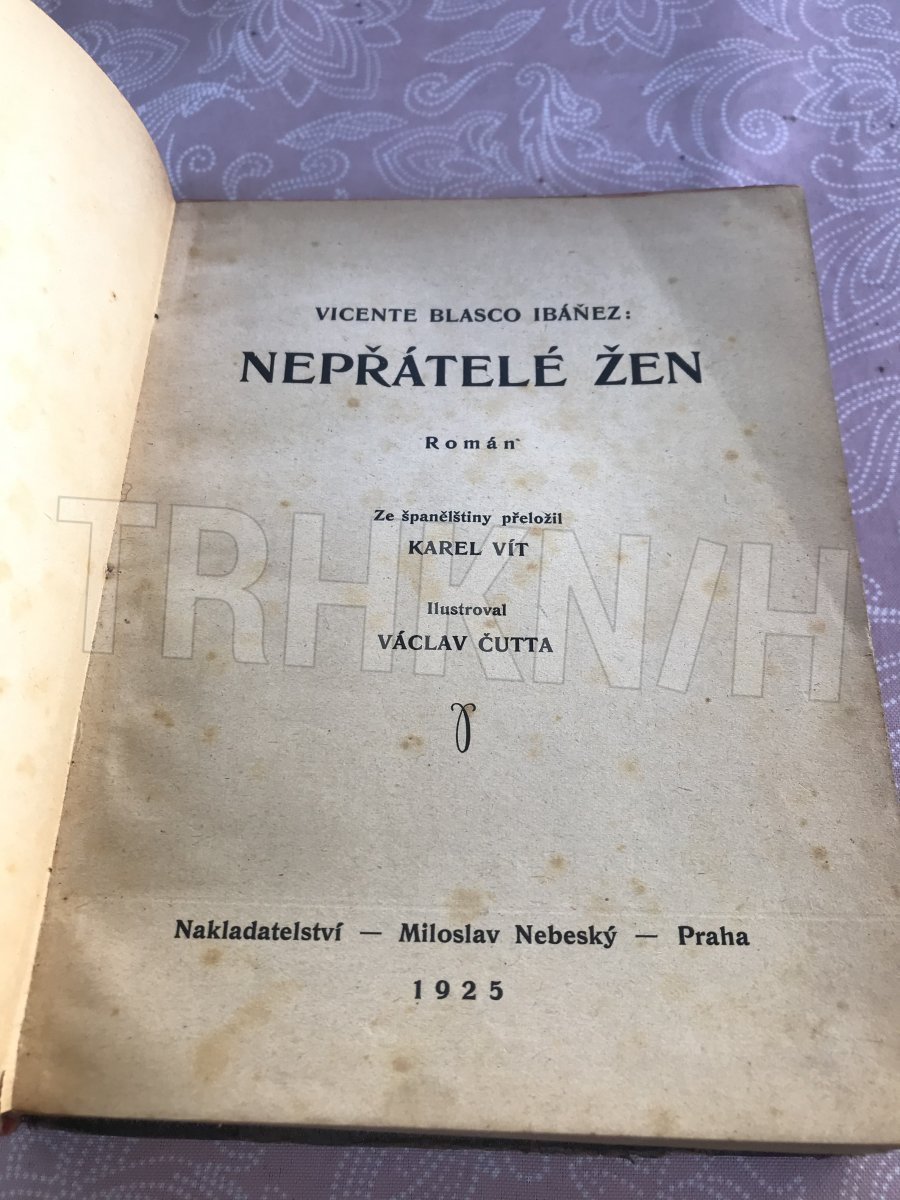 VICENTE BLASCO IBÁŇEZ:
NEPŘÁTELÉ ŽEN
Román
Ze španělštiny přeložil
KAREL VÍT
Ilustroval
VÁCLAV ČUTTA
TRHKNIH
Nakladatelství — Miloslav Nebeský — Praha
1925